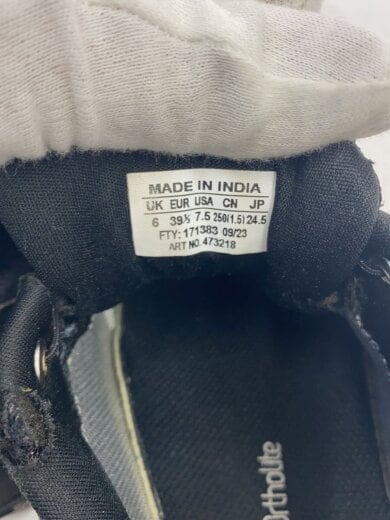 MADE IN INDIA
UK EUR USA CN JP
6 39½ 7.5 250(1.5) 24.5
FTY: 171383 09/23
ART NO. 473218
Ortholite